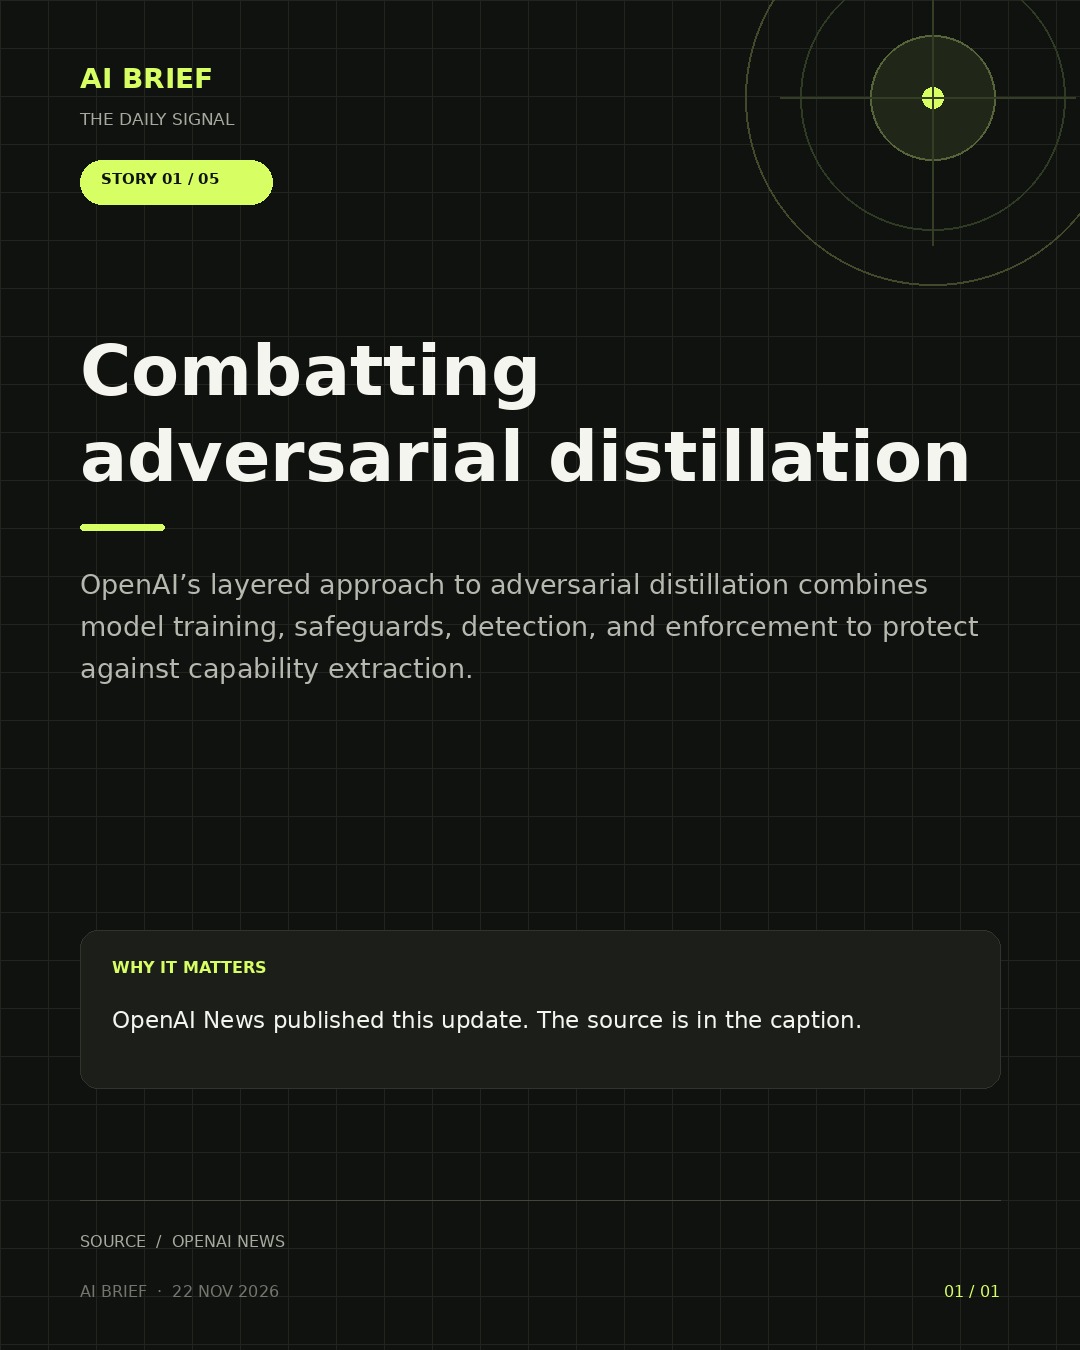 AI BRIEF
THE DAILY SIGNAL
STORY 01 / 05
Combatting
adversarial distillation
OpenAI’s layered approach to adversarial distillation combines
model training, safeguards, detection, and enforcement to protect
against capability extraction.
WHY IT MATTERS
OpenAI News published this update. The source is in the caption.
SOURCE / OPENAI NEWS
AI BRIEF · 22 NOV 2026
01 / 01